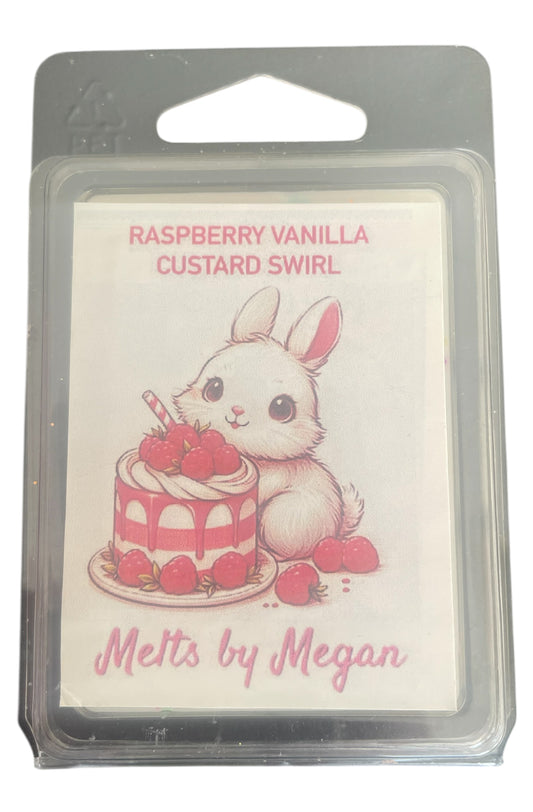 RASPBERRY VANILLA
CUSTARD SWIRL
Melts by Megan